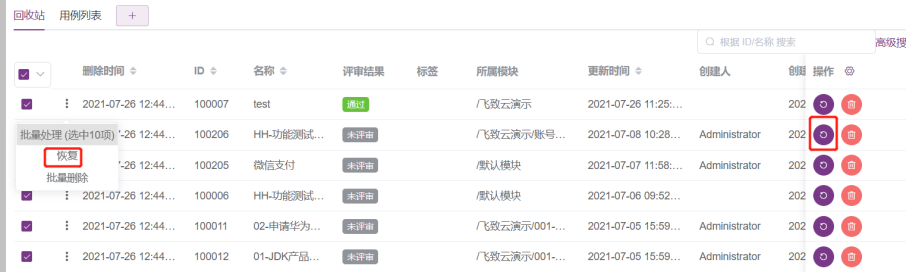 回收站 用例列表 +
根据 ID/名称 搜索 高级搜
删除时间 ID 名称 评审结果 标签 所属模块 更新时间 创建人 创建 操作
2021-07-26 12:44... 100007 test 通过 /飞致云演示 2021-07-26 11:25:... 202
批量处理 (选中10项) -26 12:44... 100206 HH-功能测试... 未评审 /飞致云演示/账号... 2021-07-08 10:28... Administrator 202
恢复
-26 12:44... 100205 微信支付 未评审 /默认模块 2021-07-07 11:58:... Administrator 202
批量删除
2021-07-26 12:44... 100006 HH-功能测试... 未评审 /默认模块 2021-07-06 09:52... 202
2021-07-26 12:44... 100011 02-申请华为... 未评审 /飞致云演示/001-... 2021-07-05 15:59... Administrator 202
2021-07-26 12:44... 100012 01-JDK产品... 未评审 /飞致云演示/001-... 2021-07-05 15:59... Administrator 202